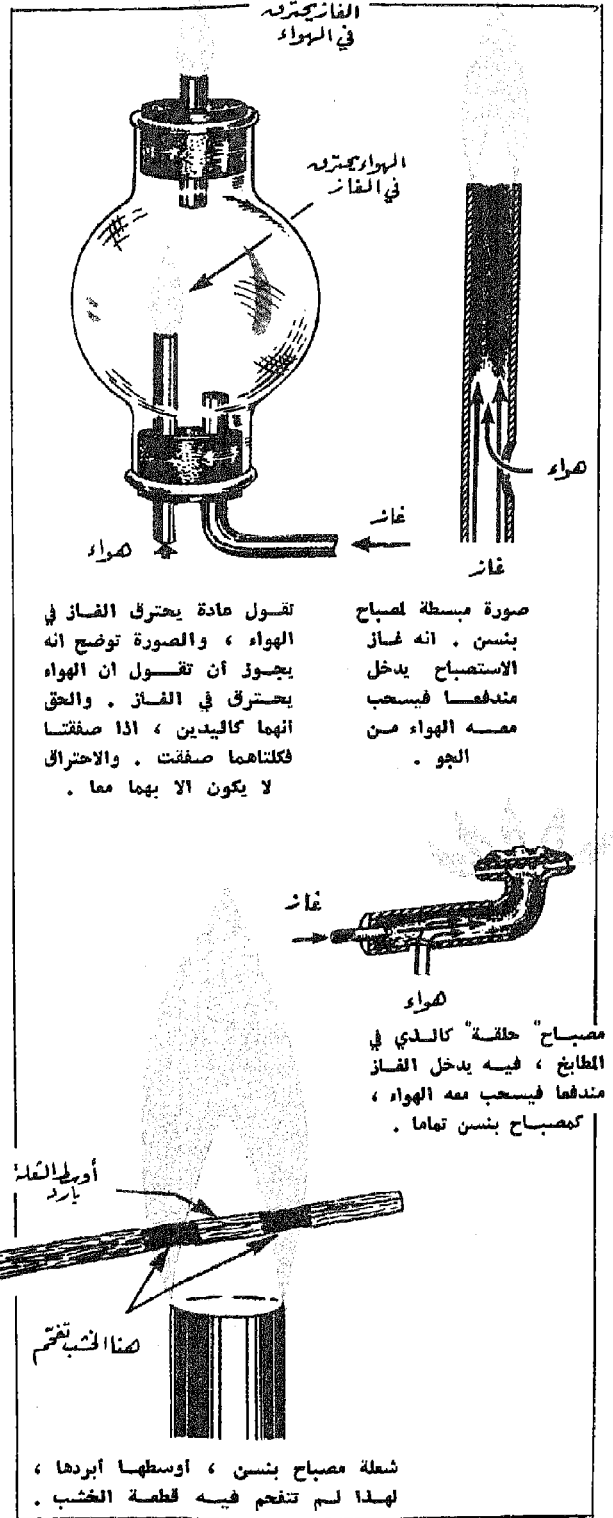 الغاز يحترق
في الهواء
الهواء يحترق
في الغاز
هواء
غاز
هواء
غاز
صورة مبسطة لمصباح
بنسن . انه غاز
الاستصباح يدخل
مندفعا فيسحب
معه الهواء من
الجو .
نقول عادة يحترق الغاز في
الهواء ، والصورة توضح انه
يجوز أن تقول ان الهواء
يحترق في الغاز . والحق
انهما كاليدين ، اذا صفقتا
فكلتاهما صفقت . والاحتراق
لا يكون الا بهما معا .
غاز
هواء
مصباح "حلقة" كالذي في
المطابخ ، فيه يدخل الغاز
مندفعا فيسحب معه الهواء ،
كمصباح بنسن تماما .
أوسط الشعلة
بارد
هنا الخشب تفحّم
شعلة مصباح بنسن ، أوسطها أبردها ،
لهذا لم تتفحم فيه قطعة الخشب .